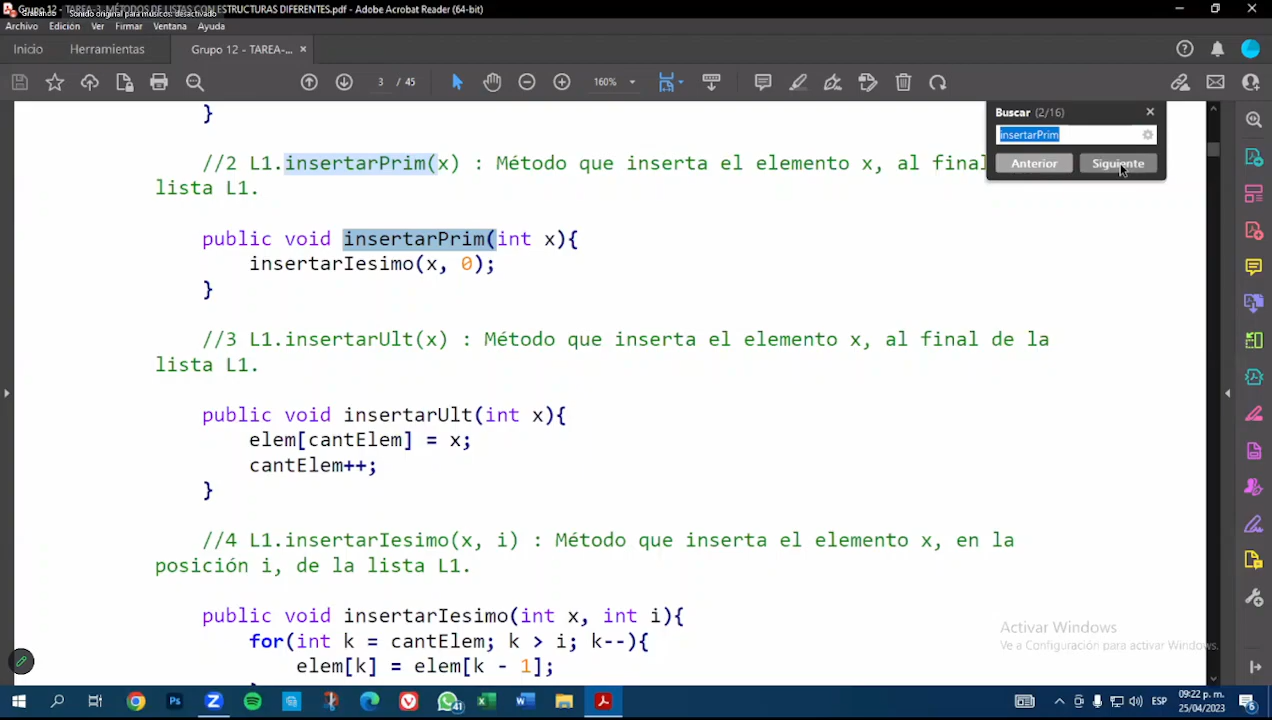 Grupo 12 - TAREA-3. MÉTODOS DE LISTAS CON ESTRUCTURAS DIFERENTES.pdf - Adobe Acrobat Reader (64-bit)
Grabando Sonido original para músicos: desactivado
Archivo Edición Ver Firmar Ventana Ayuda
Inicio Herramientas Grupo 12 - TAREA-... ×
3 / 45 160%
}
Buscar (2/16)
insertarPrim
Anterior Siguiente
//2 L1.insertarPrim(x) : Método que inserta el elemento x, al final
lista L1.
public void insertarPrim(int x){
insertarIesimo(x, 0);
}
//3 L1.insertarUlt(x) : Método que inserta el elemento x, al final de la
lista L1.
public void insertarUlt(int x){
elem[cantElem] = x;
cantElem++;
}
//4 L1.insertarIesimo(x, i) : Método que inserta el elemento x, en la
posición i, de la lista L1.
public void insertarIesimo(int x, int i){
for(int k = cantElem; k > i; k--){
elem[k] = elem[k - 1];
Activar Windows
Ve a Configuración para activar Windows.
41
ESP
09:22 p. m.
25/04/2023
6